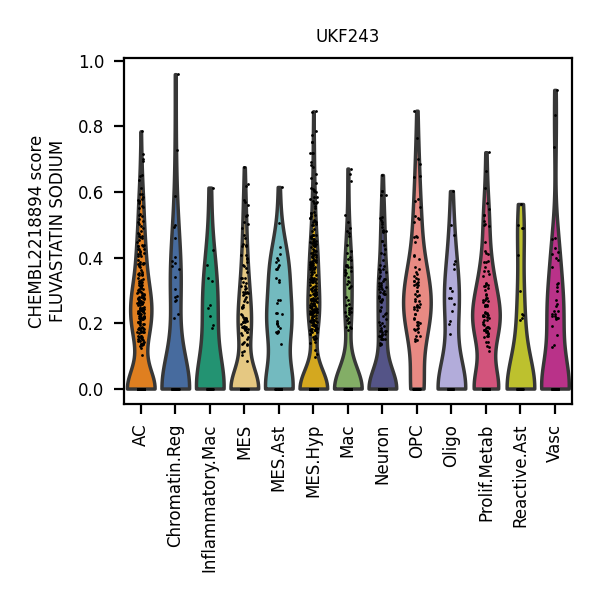 UKF243
CHEMBL2218894 score
FLUVASTATIN SODIUM
1.0
0.8
0.6
0.4
0.2
0.0
AC
Chromatin.Reg
Inflammatory.Mac
MES
MES.Ast
MES.Hyp
Mac
Neuron
OPC
Oligo
Prolif.Metab
Reactive.Ast
Vasc